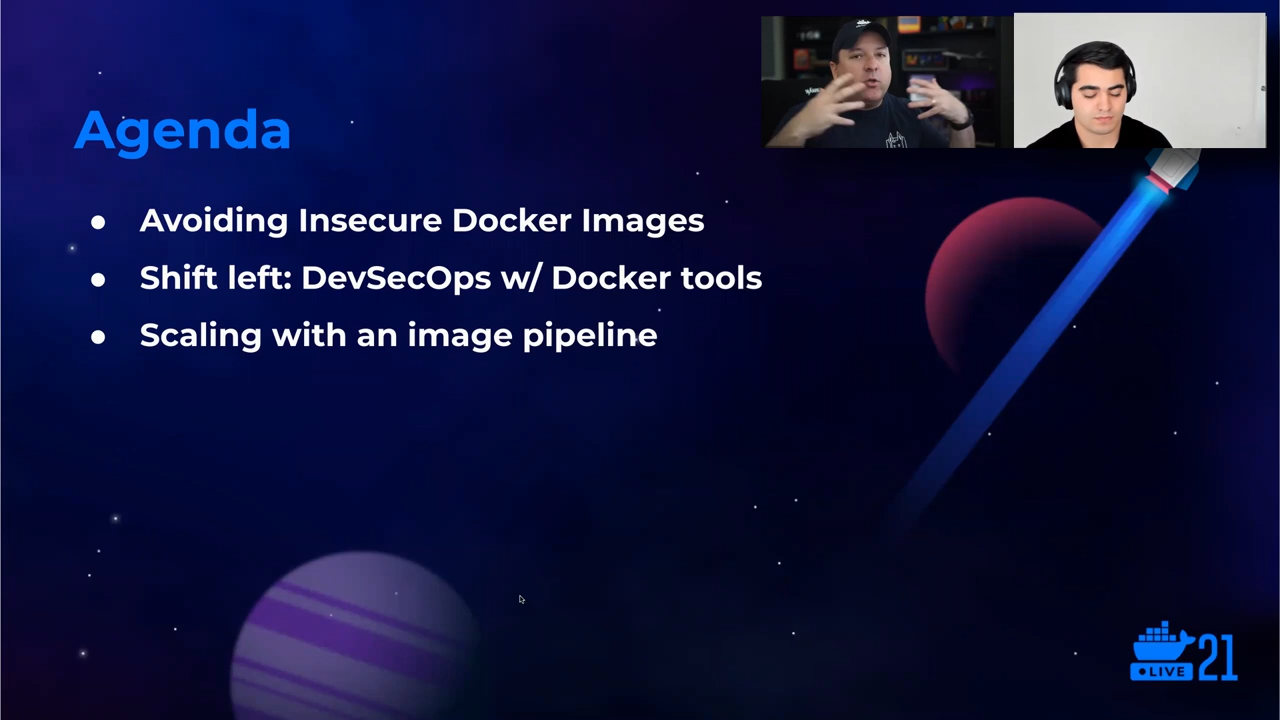 Agenda
● Avoiding Insecure Docker Images
● Shift left: DevSecOps w/ Docker tools
● Scaling with an image pipeline
LIVE 21